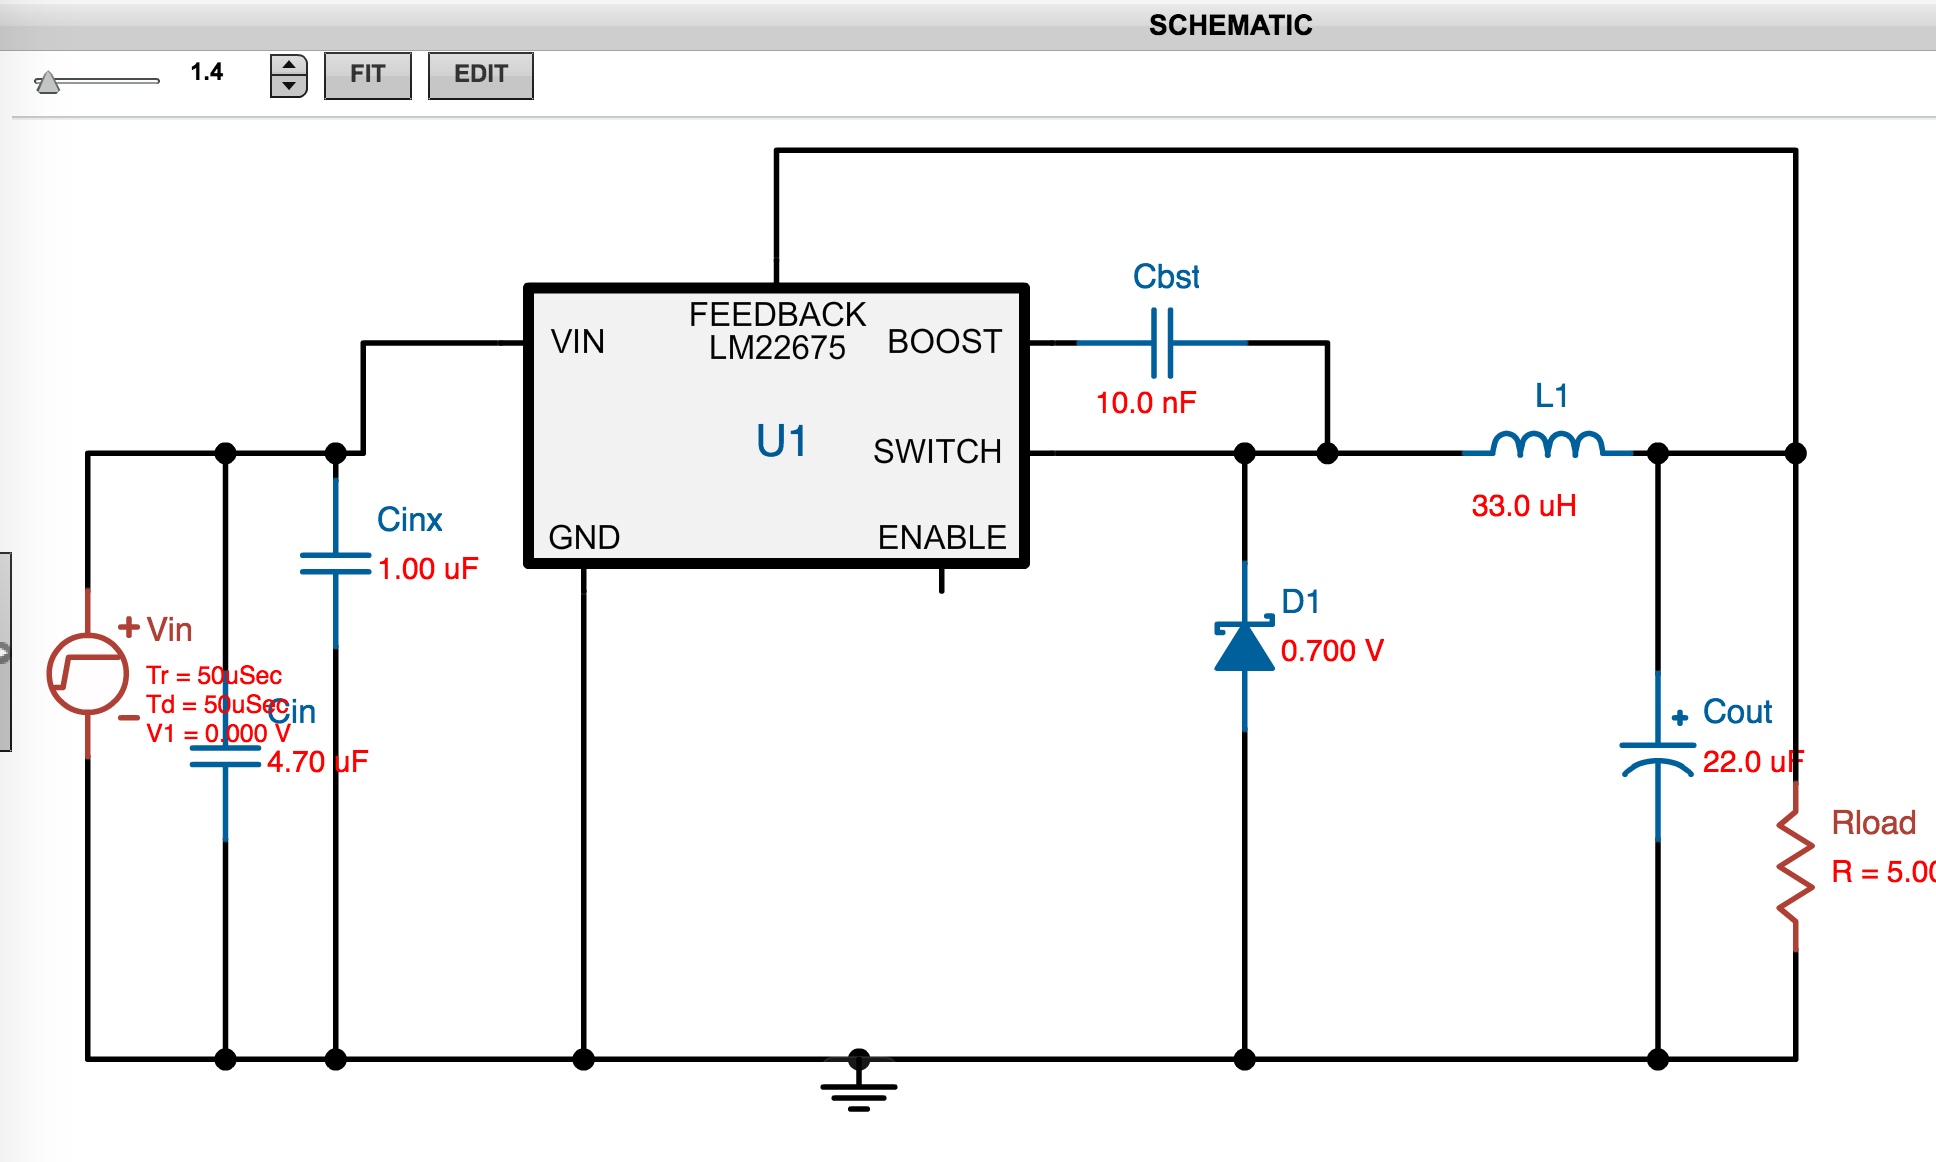 SCHEMATIC
1.4
FIT
EDIT
Cbst
FEEDBACK
VIN
LM22675
BOOST
10.0 nF
L1
U1
SWITCH
33.0 uH
Cinx
GND
ENABLE
1.00 uF
D1
+ Vin
0.700 V
Tr = 50uSec
Td = 50uSec
Cin
V1 = 0.000 V
4.70 uF
+ Cout
22.0 uF
Rload
R = 5.00